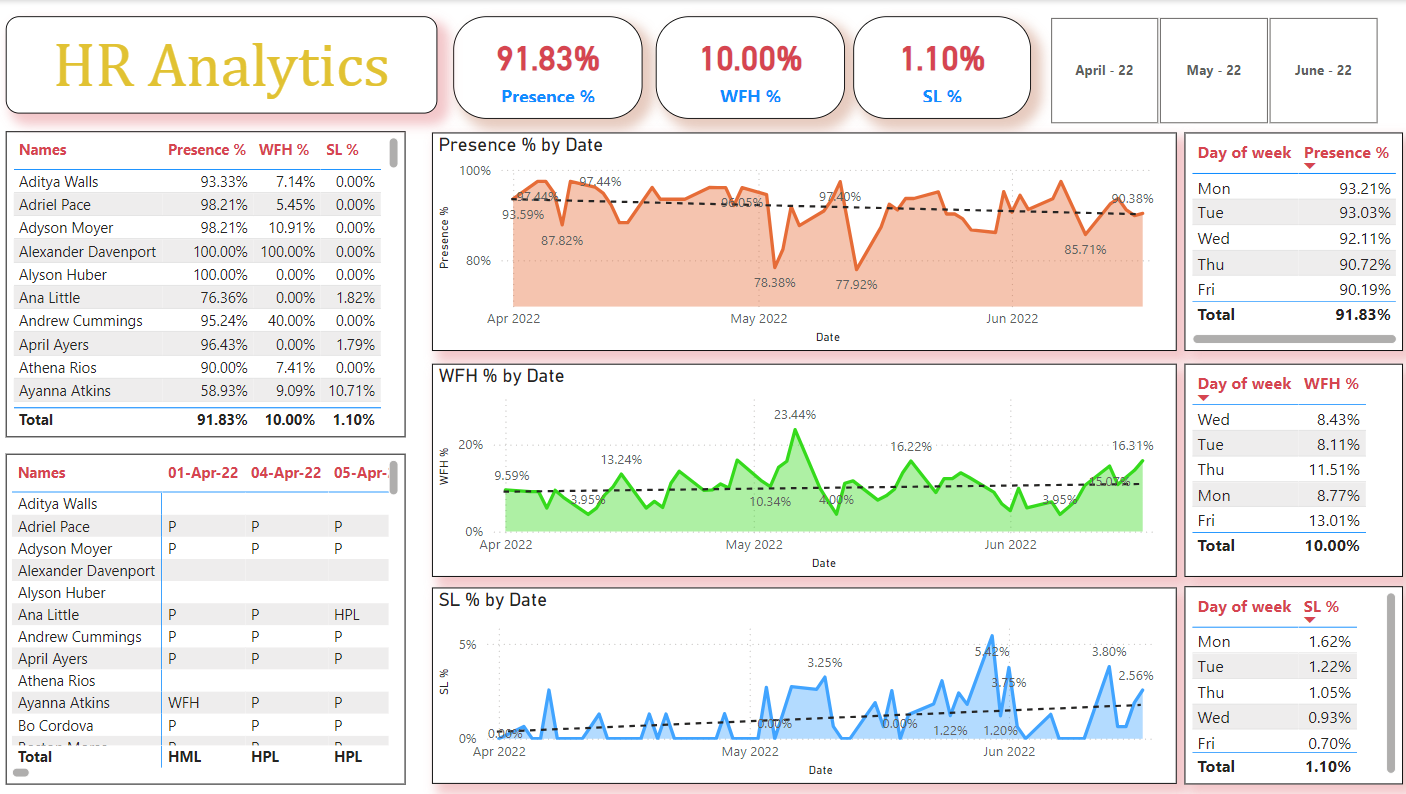 HR Analytics
91.83%
Presence %
10.00%
WFH %
1.10%
SL %
April - 22
May - 22
June - 22
Names Presence % WFH % SL %
Aditya Walls 93.33% 7.14% 0.00%
Adriel Pace 98.21% 5.45% 0.00%
Adyson Moyer 98.21% 10.91% 0.00%
Alexander Davenport 100.00% 100.00% 0.00%
Alyson Huber 100.00% 0.00% 0.00%
Ana Little 76.36% 0.00% 1.82%
Andrew Cummings 95.24% 40.00% 0.00%
April Ayers 96.43% 0.00% 1.79%
Athena Rios 90.00% 7.41% 0.00%
Ayanna Atkins 58.93% 9.09% 10.71%
Total 91.83% 10.00% 1.10%
Names 01-Apr-22 04-Apr-22 05-Apr-
Aditya Walls
Adriel Pace P P P
Adyson Moyer P P P
Alexander Davenport
Alyson Huber
Ana Little P P HPL
Andrew Cummings P P P
April Ayers P P P
Athena Rios
Ayanna Atkins WFH P P
Bo Cordova P P P
Total HML HPL HPL
Presence % by Date
Presence %
100%
80%
97.44%
97.44%
93.59%
87.82%
96.05%
78.38%
97.40%
77.92%
85.71%
90.38%
Apr 2022 May 2022 Jun 2022
Date
WFH % by Date
WFH %
20%
0%
9.59%
3.95%
13.24%
10.34%
23.44%
4.00%
16.22%
3.95%
15.07%
16.31%
Apr 2022 May 2022 Jun 2022
Date
SL % by Date
SL %
5%
0%
0.00%
0.00%
3.25%
0.00%
1.22%
5.42%
3.75%
1.20%
3.80%
2.56%
Apr 2022 May 2022 Jun 2022
Date
Day of week Presence %
Mon 93.21%
Tue 93.03%
Wed 92.11%
Thu 90.72%
Fri 90.19%
Total 91.83%
Day of week WFH %
Wed 8.43%
Tue 8.11%
Thu 11.51%
Mon 8.77%
Fri 13.01%
Total 10.00%
Day of week SL %
Mon 1.62%
Tue 1.22%
Thu 1.05%
Wed 0.93%
Fri 0.70%
Total 1.10%